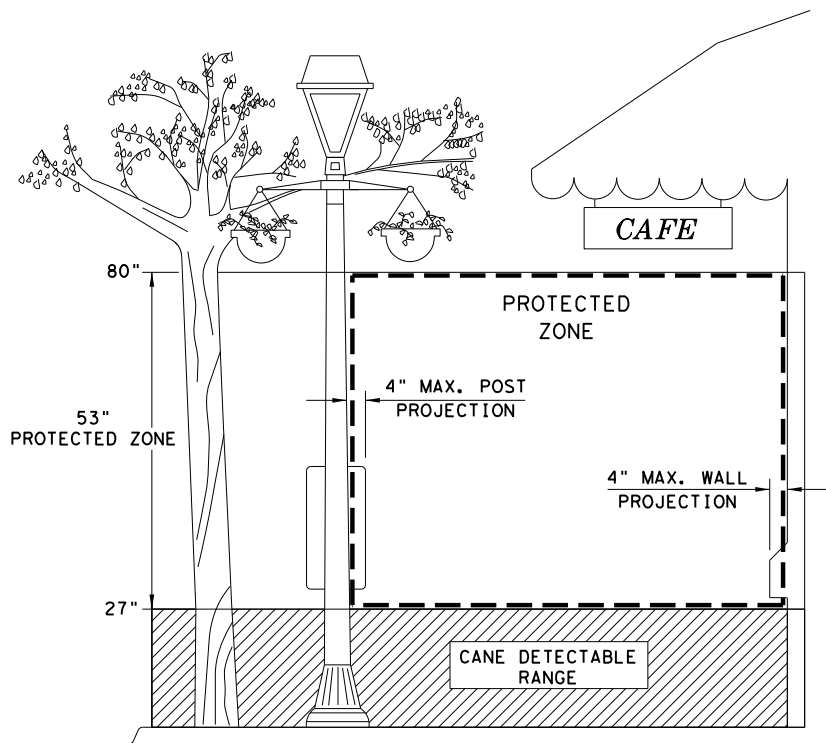 CAFE
80"
PROTECTED
ZONE
4" MAX. POST
PROJECTION
53"
PROTECTED ZONE
4" MAX. WALL
PROJECTION
27"
CANE DETECTABLE
RANGE